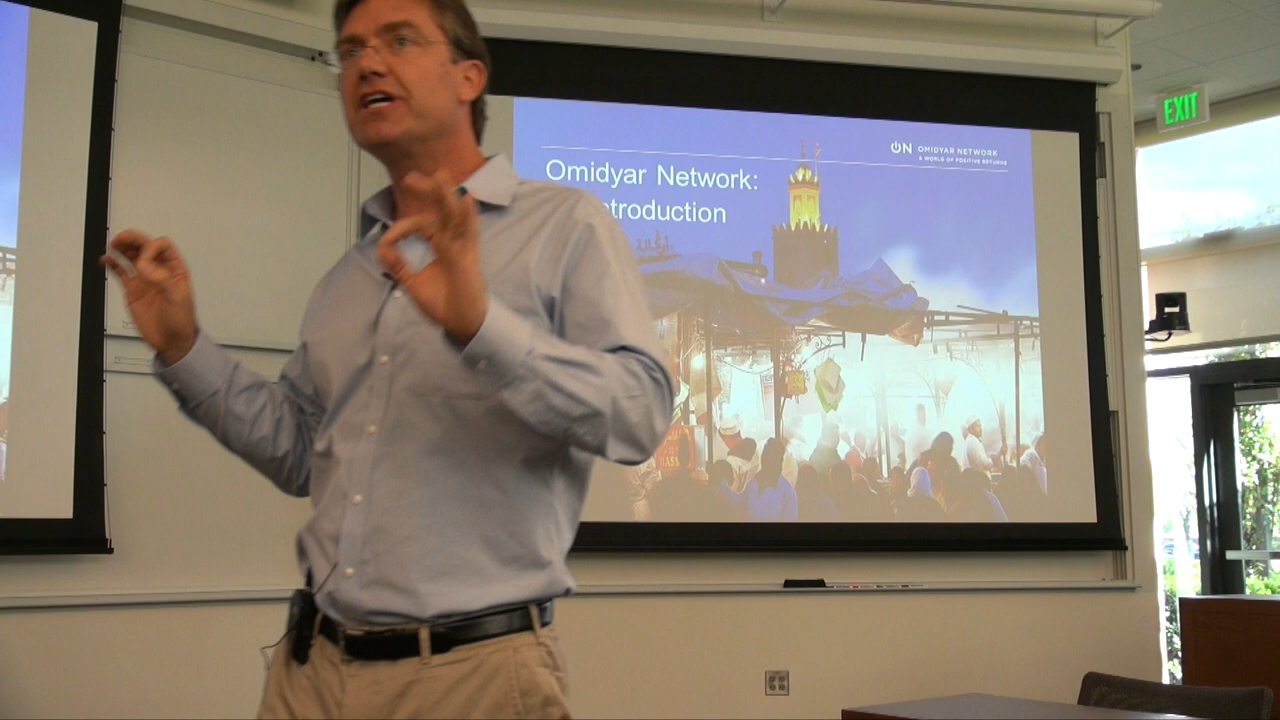 Omidyar Network:
ntroduction
ON OMIDYAR NETWORK
A WORLD OF POSITIVE RETURNS
EXIT